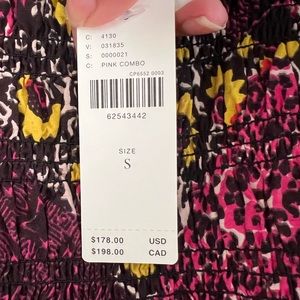 C: 4130
V: 031835
S: 0000021
C: PINK COMBO
CP6552 0003
62543442
SIZE
S
$178.00 USD
$198.00 CAD